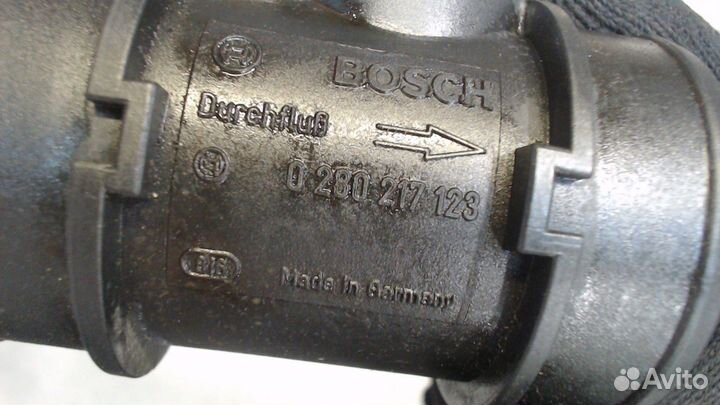 BOSCH
Durchfluß
0 280 217 123
Made in Germany
Avito